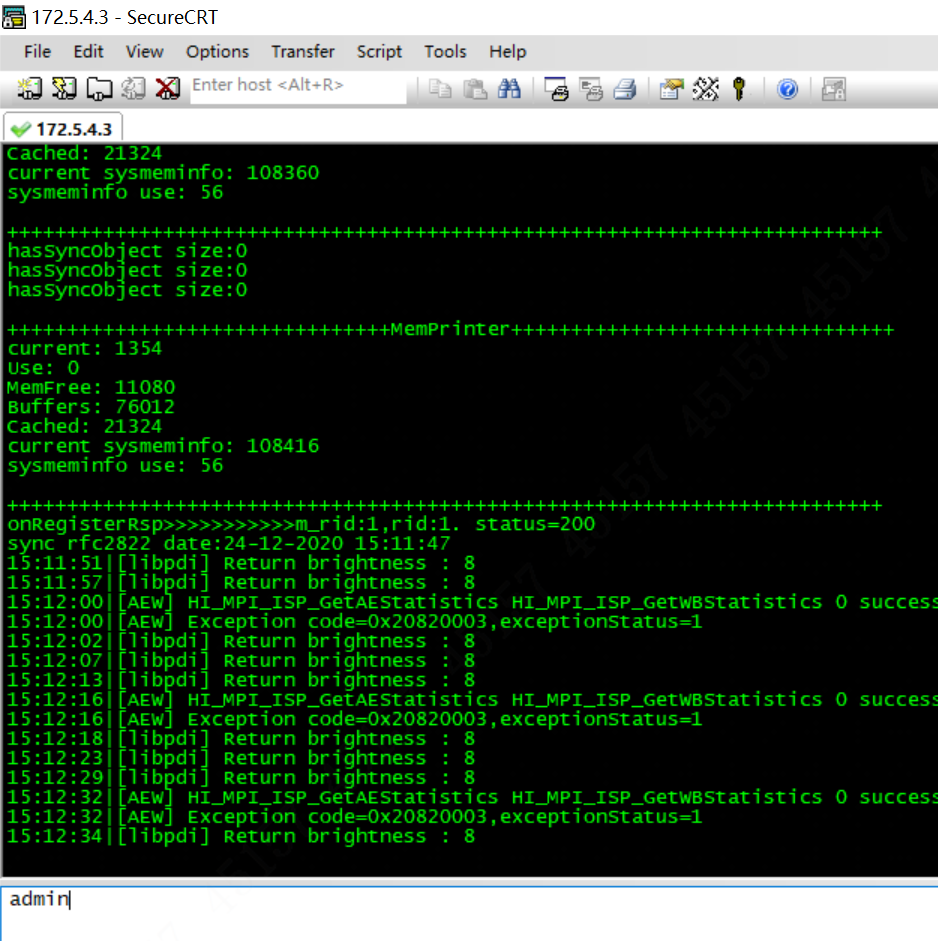 172.5.4.3 - SecureCRT
File Edit View Options Transfer Script Tools Help
Enter host <Alt+R>
172.5.4.3
Cached: 21324
current sysmeminfo: 108360
sysmeminfo use: 56
+++++++++++++++++++++++++++++++++++++++++++++++++++++++++++++++++++++++++
hasSyncObject size:0
hasSyncObject size:0
hasSyncObject size:0
++++++++++++++++++++++++++++++++MemPrinter++++++++++++++++++++++++++++++++
current: 1354
Use: 0
MemFree: 11080
Buffers: 76012
Cached: 21324
current sysmeminfo: 108416
sysmeminfo use: 56
+++++++++++++++++++++++++++++++++++++++++++++++++++++++++++++++++++++++++
onRegisterRsp>>>>>>>>>>>m_rid:1,rid:1. status=200
sync rfc2822 date:24-12-2020 15:11:47
15:11:51|[libpdi] Return brightness : 8
15:11:57|[libpdi] Return brightness : 8
15:12:00|[AEW] HI_MPI_ISP_GetAEStatistics HI_MPI_ISP_GetWBStatistics 0 success
15:12:00|[AEW] Exception code=0x20820003,exceptionStatus=1
15:12:02|[libpdi] Return brightness : 8
15:12:07|[libpdi] Return brightness : 8
15:12:13|[libpdi] Return brightness : 8
15:12:16|[AEW] HI_MPI_ISP_GetAEStatistics HI_MPI_ISP_GetWBStatistics 0 success
15:12:16|[AEW] Exception code=0x20820003,exceptionStatus=1
15:12:18|[libpdi] Return brightness : 8
15:12:23|[libpdi] Return brightness : 8
15:12:29|[libpdi] Return brightness : 8
15:12:32|[AEW] HI_MPI_ISP_GetAEStatistics HI_MPI_ISP_GetWBStatistics 0 success
15:12:32|[AEW] Exception code=0x20820003,exceptionStatus=1
15:12:34|[libpdi] Return brightness : 8
admin
45157 45157 45157 45157